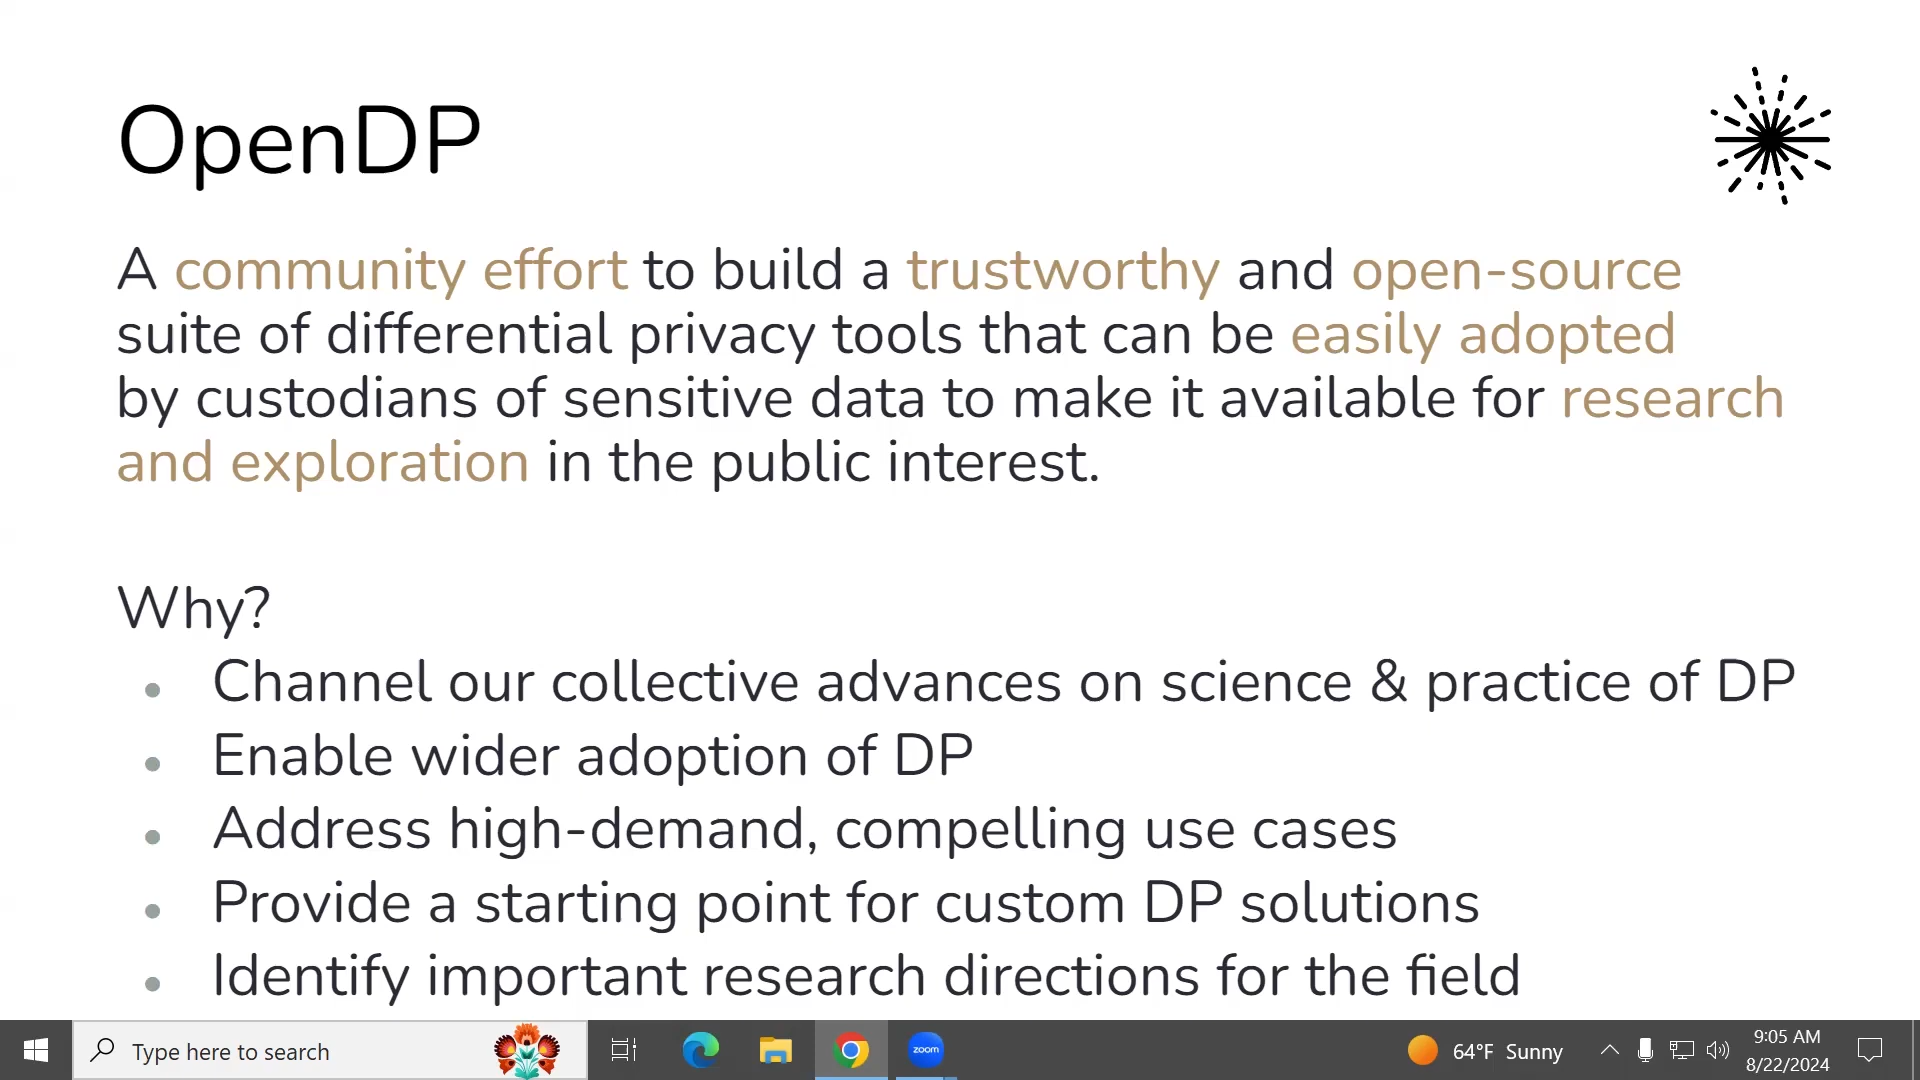 OpenDP
A community effort to build a trustworthy and open-source
suite of differential privacy tools that can be easily adopted
by custodians of sensitive data to make it available for research
and exploration in the public interest.
Why?
Channel our collective advances on science & practice of DP
Enable wider adoption of DP
Address high-demand, compelling use cases
Provide a starting point for custom DP solutions
Identify important research directions for the field
Type here to search
zoom
64°F Sunny
9:05 AM
8/22/2024